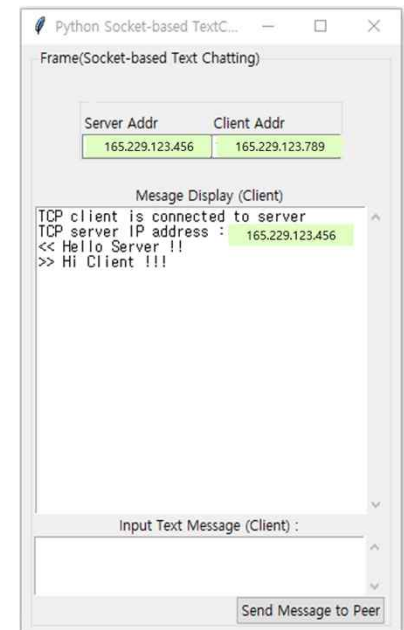 Python Socket-based TextC...
Frame(Socket-based Text Chatting)
Server Addr Client Addr
165.229.123.456 165.229.123.789
Mesage Display (Client)
TCP client is connected to server
TCP server IP address : 165.229.123.456
<< Hello Server !!
>> Hi Client !!!
Input Text Message (Client) :
Send Message to Peer